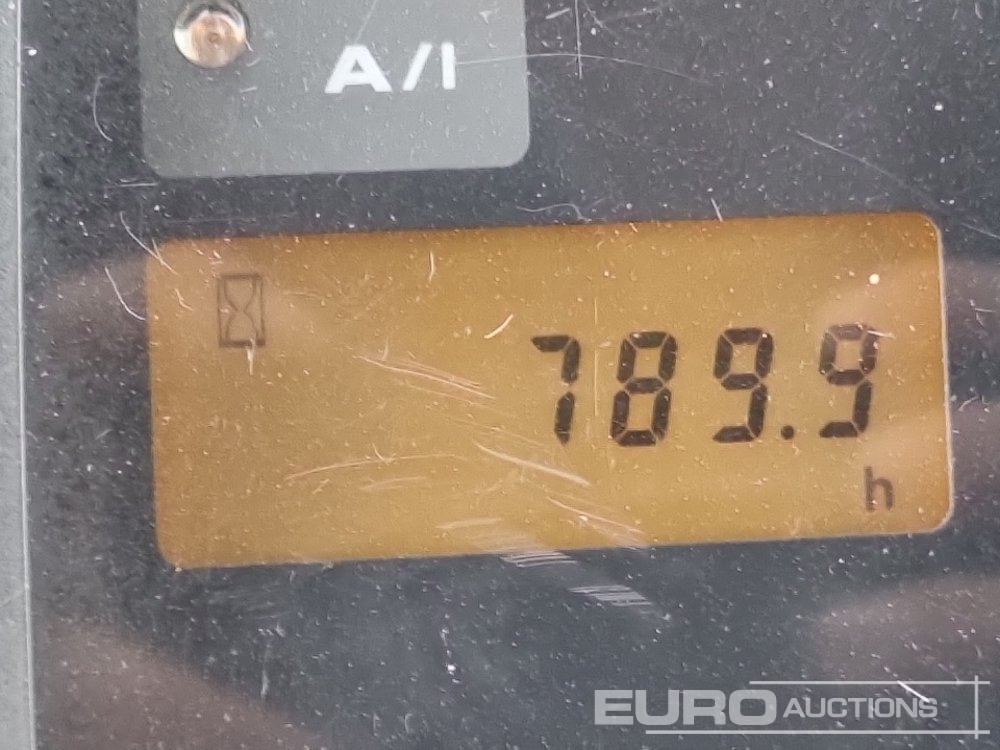 A/I
789.9
h
EURO AUCTIONS